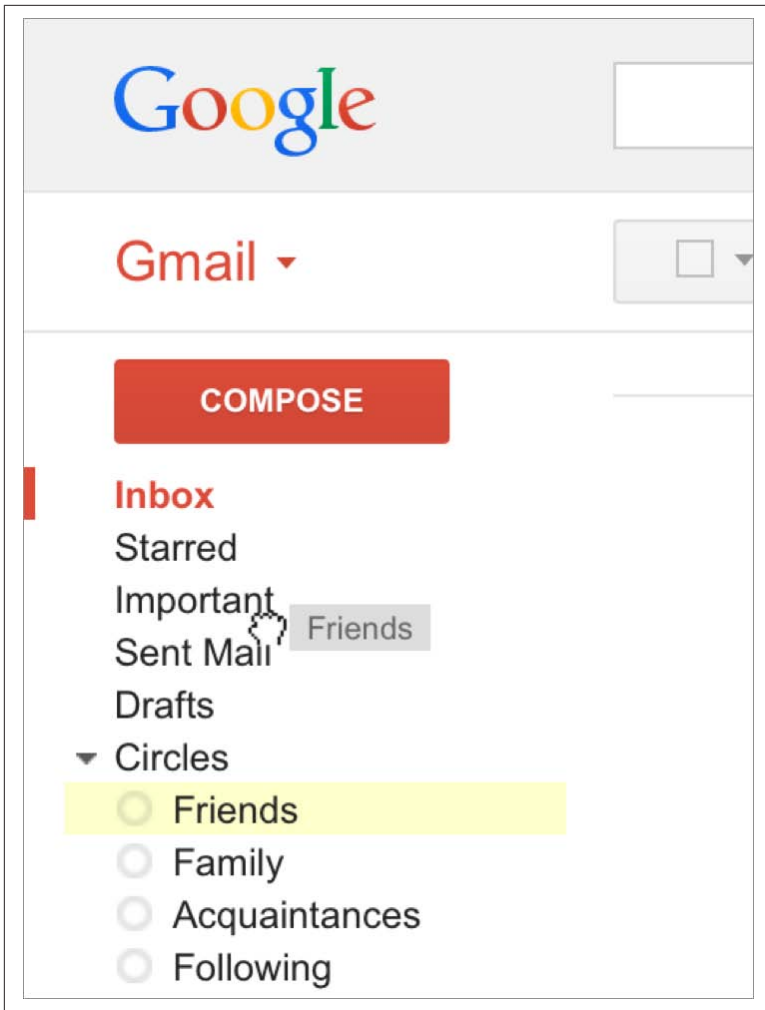 Google
Gmail
COMPOSE
Inbox
Starred
Important
Friends
Sent Mail
Drafts
Circles
Friends
Family
Acquaintances
Following